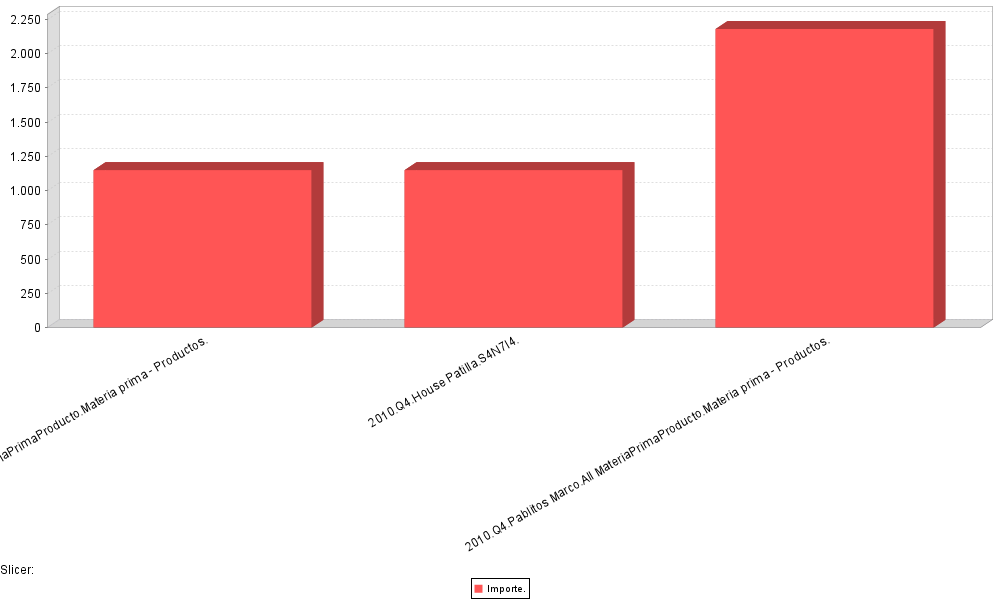 2.250
2.000
1.750
1.500
1.250
1.000
750
500
250
0
aPrimaProducto.Materia prima - Productos.
2010.Q4.House Patilla.S4N7I4.
2010.Q4.Pablitos Marco.All MateriaPrimaProducto.Materia prima - Productos.
Slicer:
Importe.